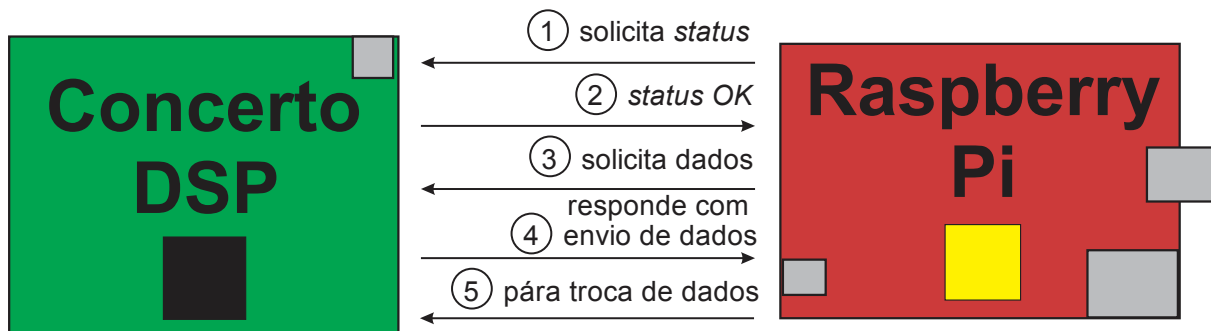 Concerto
DSP
1 solicita status
2 status OK
3 solicita dados
responde com
4 envio de dados
5 pára troca de dados
Raspberry
Pi